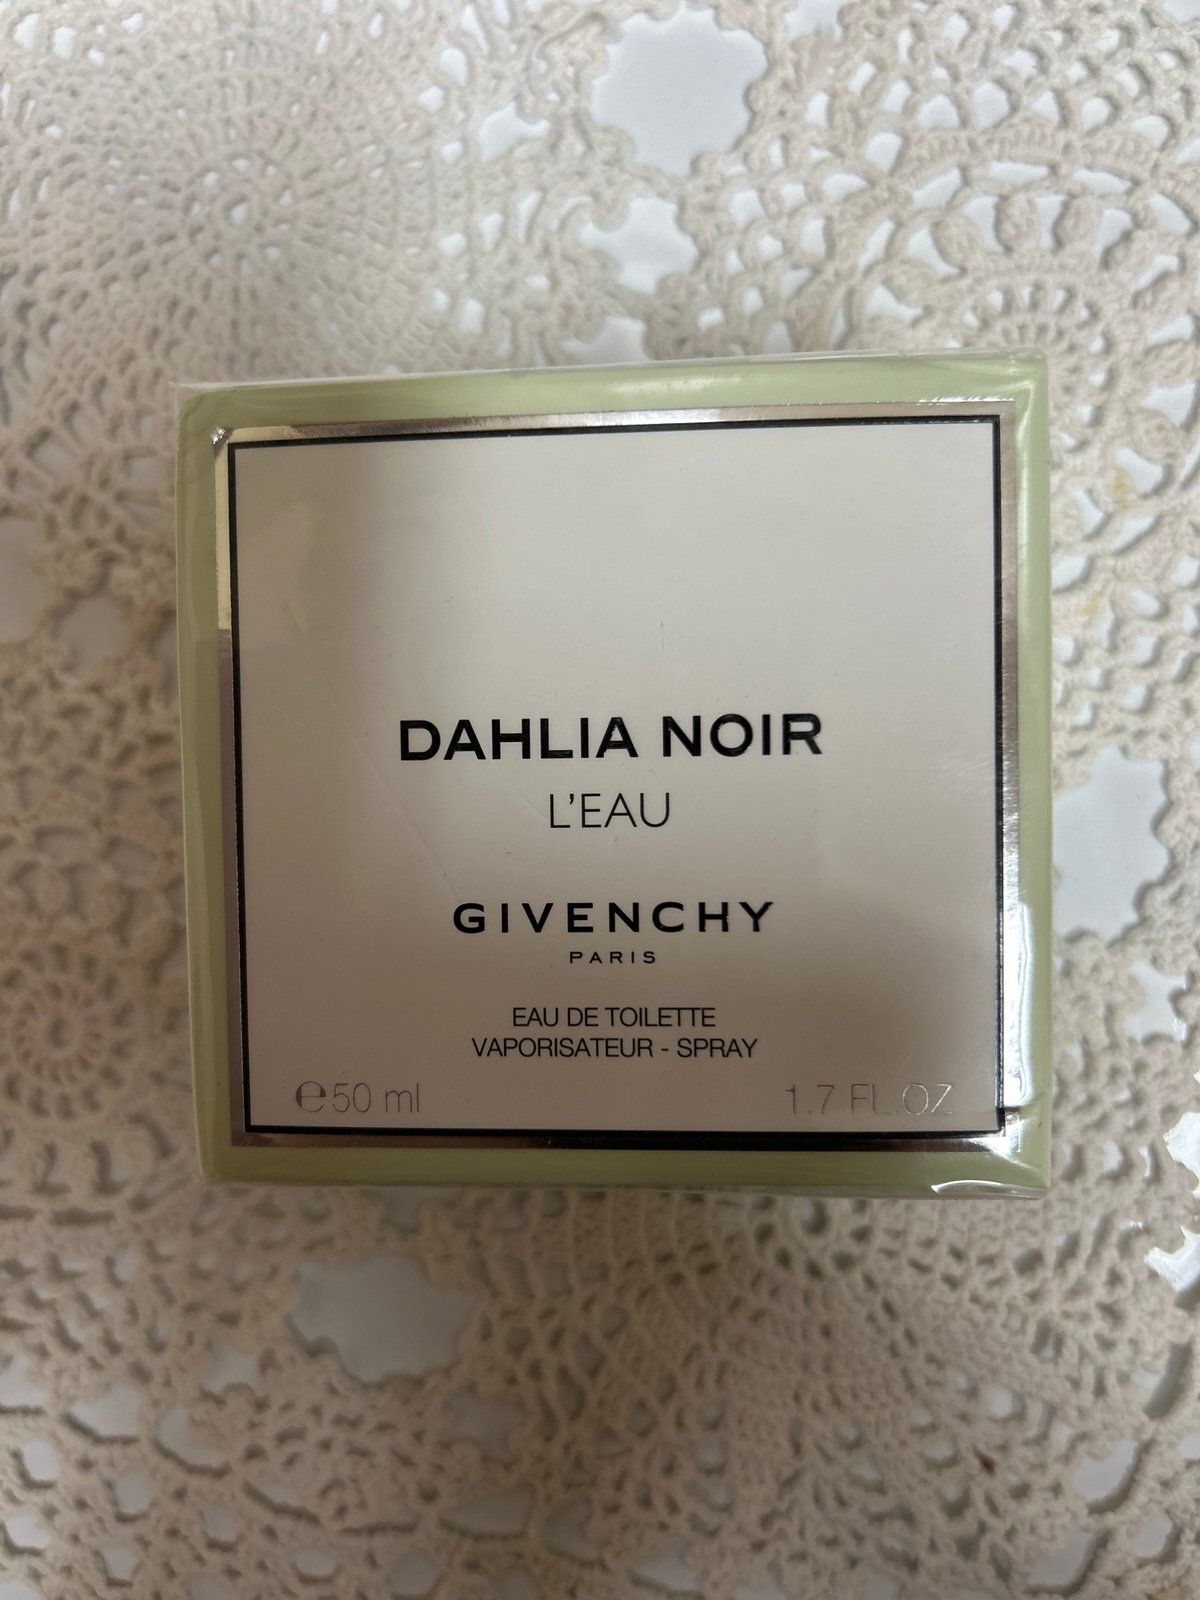 DAHLIA NOIR
L'EAU
GIVENCHY
PARIS
EAU DE TOILETTE
VAPORISATEUR - SPRAY
℮50 ml
1.7 FL.OZ